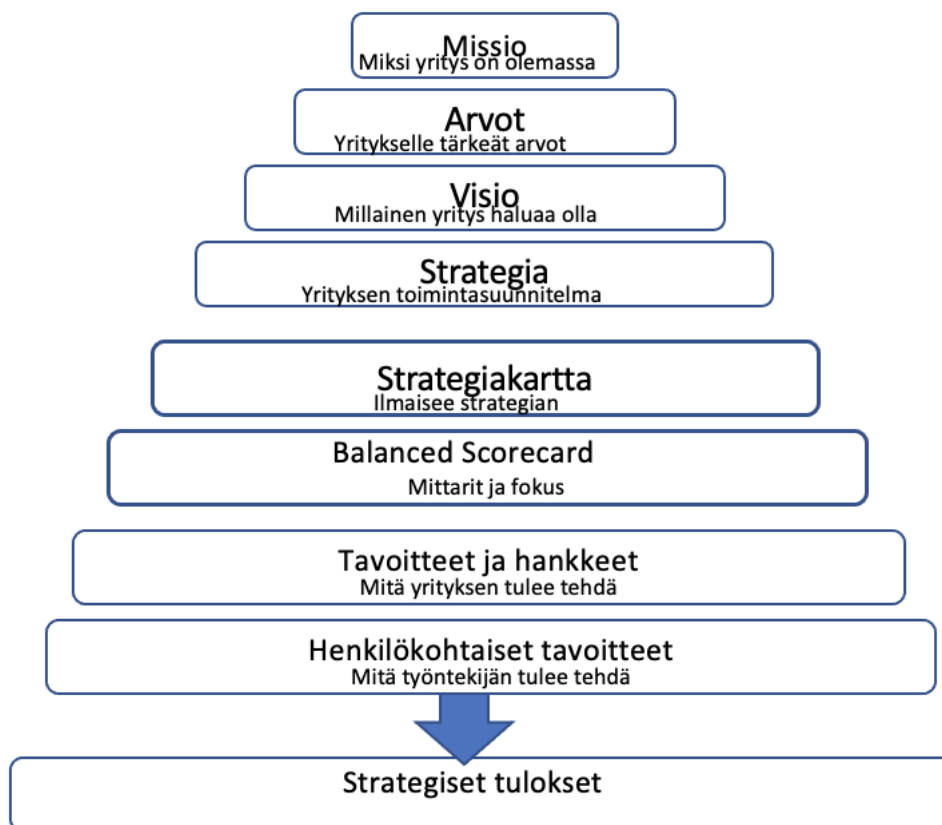 Missio
Miksi yritys on olemassa
Arvot
Yritykselle tärkeät arvot
Visio
Millainen yritys haluaa olla
Strategia
Yrityksen toimintasuunnitelma
Strategiakartta
Ilmaisee strategian
Balanced Scorecard
Mittarit ja fokus
Tavoitteet ja hankkeet
Mitä yrityksen tulee tehdä
Henkilökohtaiset tavoitteet
Mitä työntekijän tulee tehdä
Strategiset tulokset